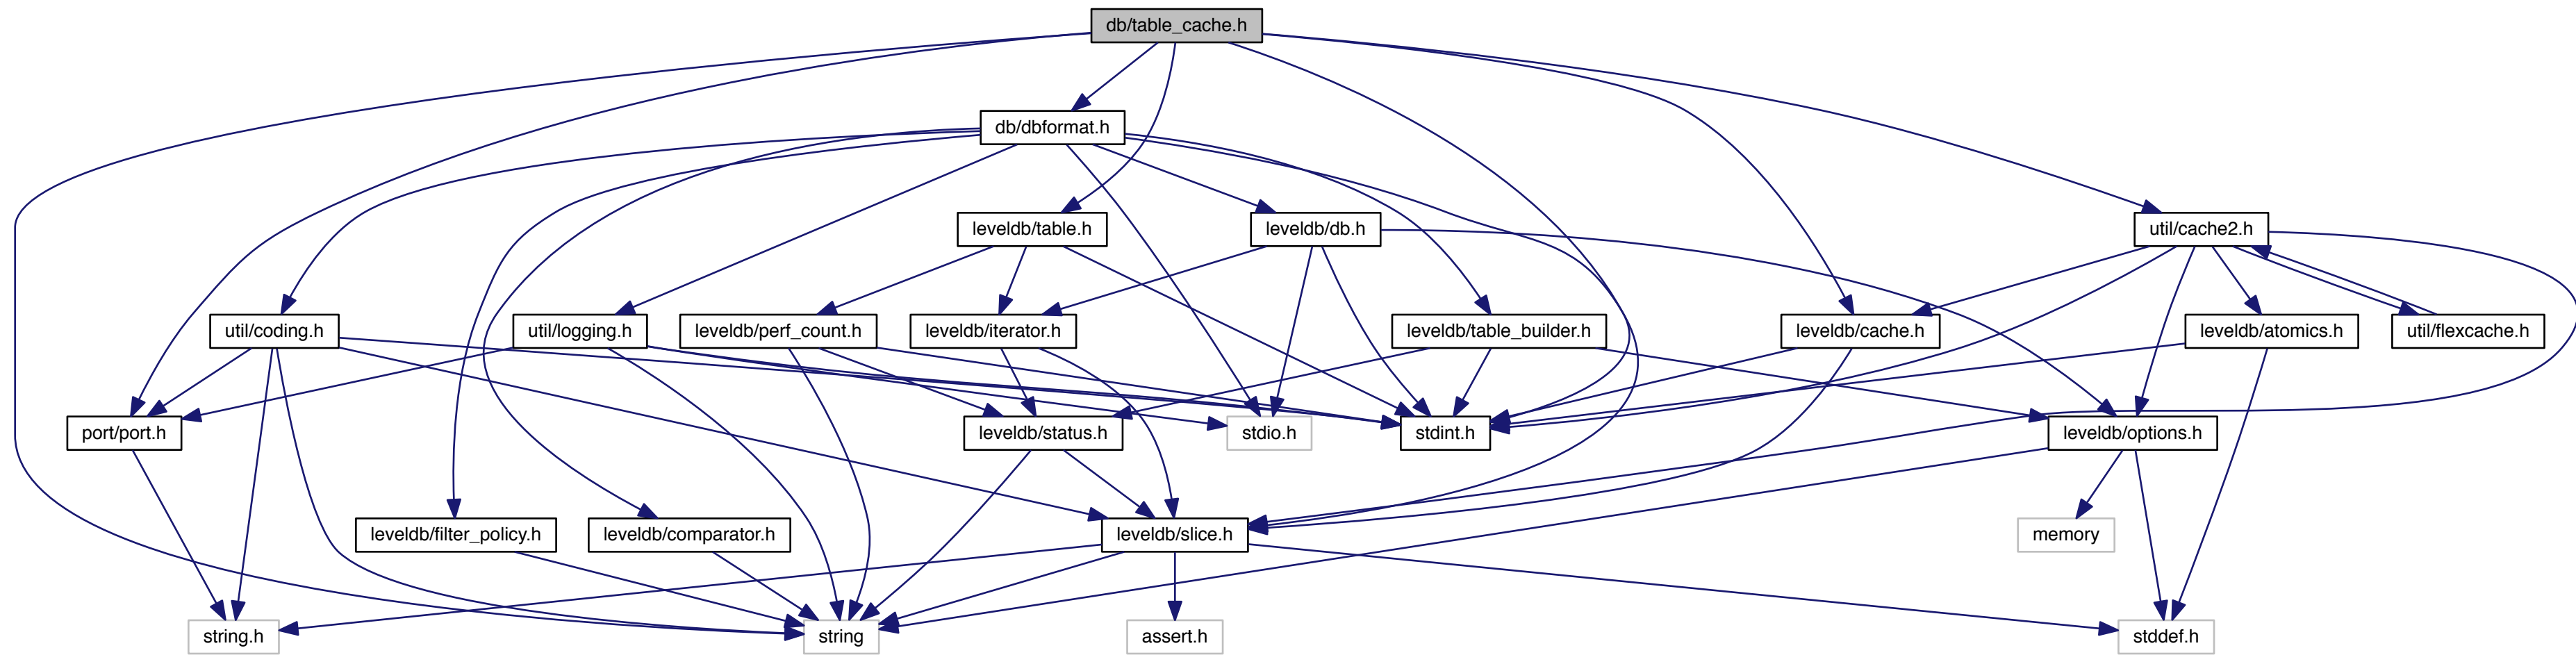 db/table_cache.h
db/dbformat.h
leveldb/table.h
leveldb/db.h
util/cache2.h
util/coding.h
util/logging.h
leveldb/perf_count.h
leveldb/iterator.h
leveldb/table_builder.h
leveldb/cache.h
leveldb/atomics.h
util/flexcache.h
port/port.h
leveldb/status.h
stdio.h
stdint.h
leveldb/options.h
leveldb/filter_policy.h
leveldb/comparator.h
leveldb/slice.h
memory
string.h
string
assert.h
stddef.h